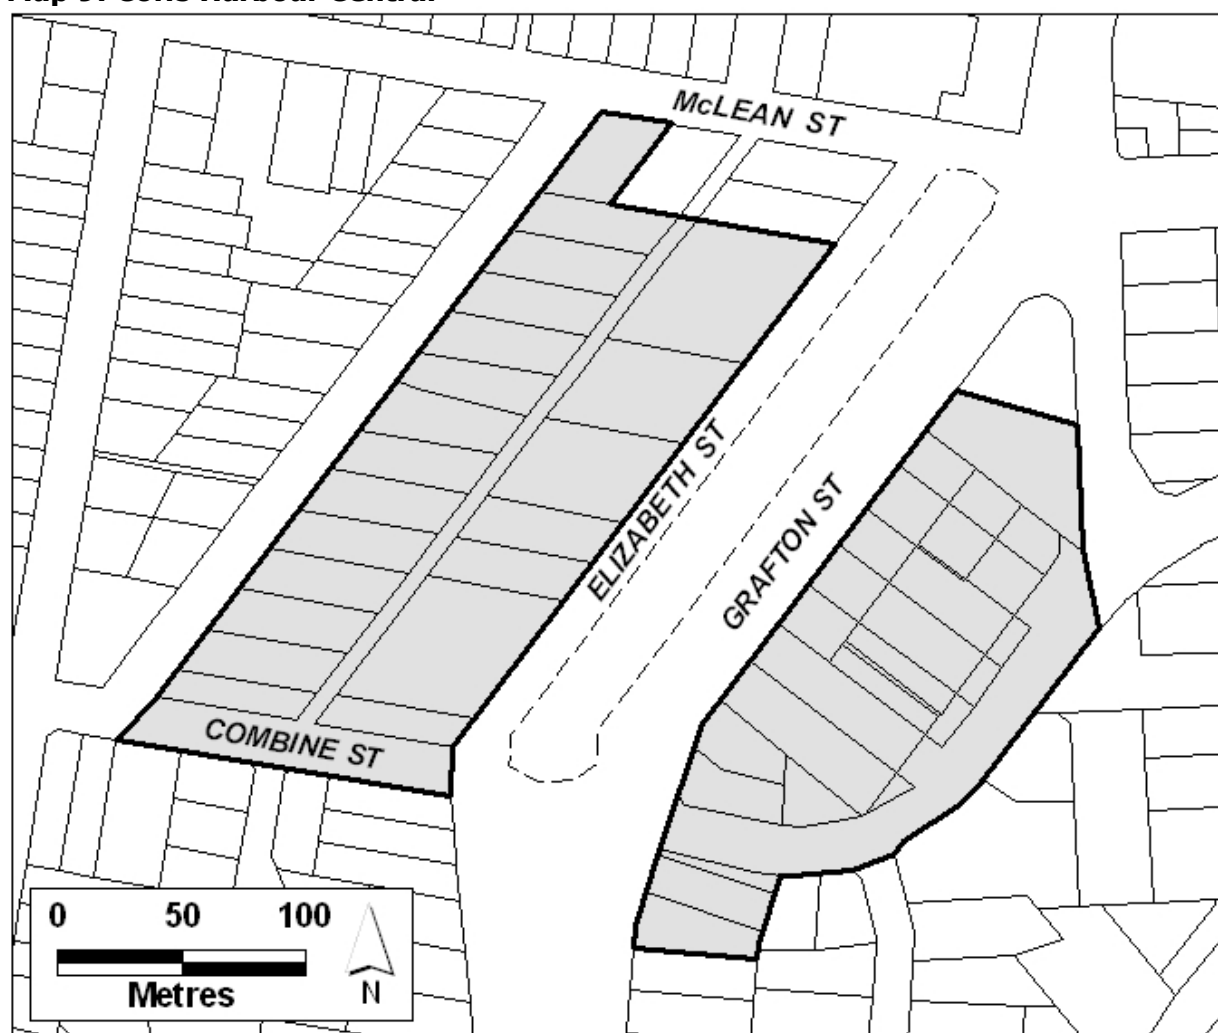 McLEAN ST
ELIZABETH ST
GRAFTON ST
COMBINE ST
0 50 100
Metres
N